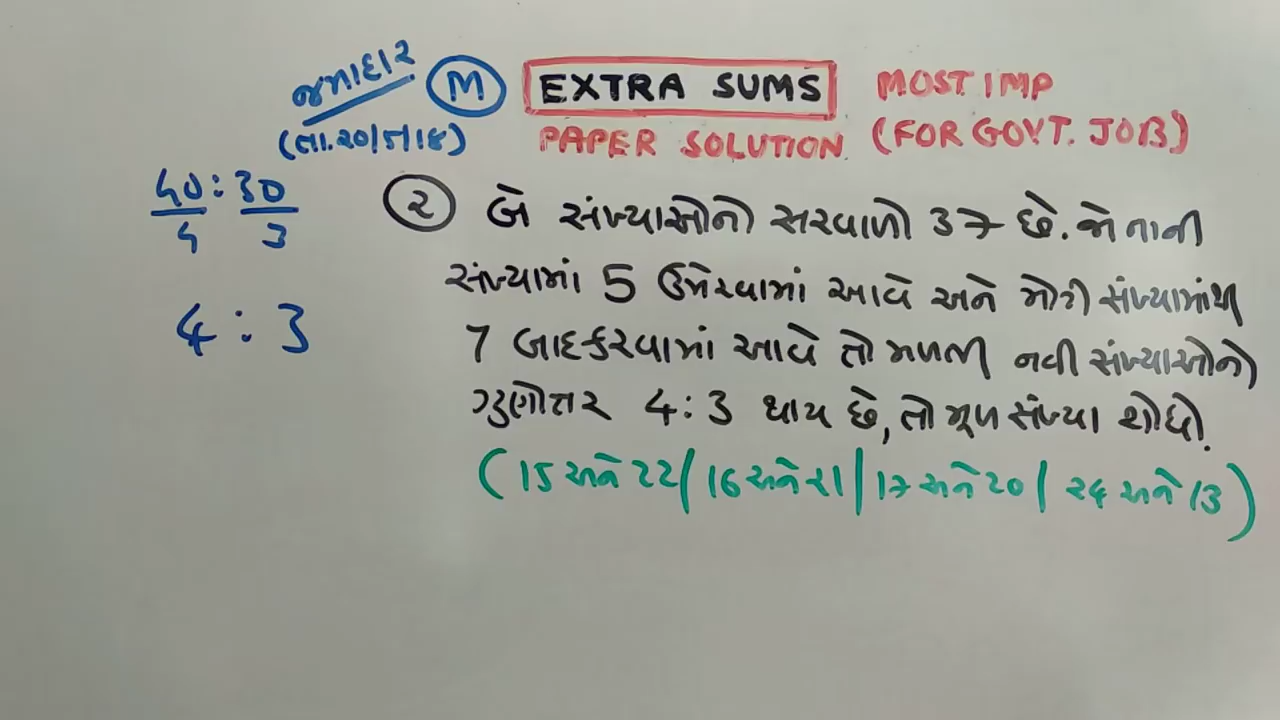 જમાદાર
(તા.૨૦/૫/૧૮)
M
EXTRA SUMS
PAPER SOLUTION
MOST IMP
(FOR GOVT. JOB)
40:30
4 3
4:3
૨ બે સંખ્યાઓનો સરવાળો 37 છે. જો નાની
સંખ્યામાં 5 ઉમેરવામાં આવે અને મોટી સંખ્યામાંથી
7 બાદ કરવામાં આવે તો મળતી નવી સંખ્યાઓનો
ગુણોત્તર 4:3 થાય છે, તો મૂળ સંખ્યા શોધો.
(15 અને 22/16 અને 21/17 અને 20/24 અને 13)